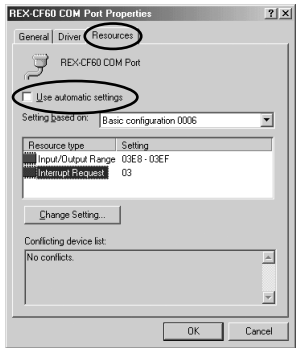 REX-CF60 COM Port Properties
General Driver Resources
REX-CF60 COM Port
Use automatic settings
Setting based on: Basic configuration 0006
Resource type Setting
Input/Output Range 03E8 - 03EF
Interrupt Request 03
Change Setting...
Conflicting device list:
No conflicts.
OK Cancel